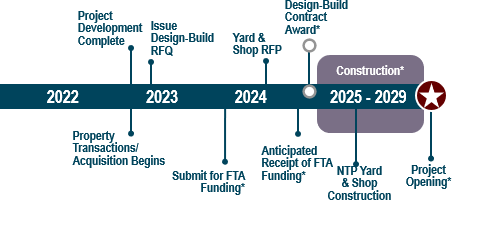 Project
Development
Complete
Issue
Design-Build
RFQ
Yard &
Shop RFP
Design-Build
Contract
Award*
Construction*
2022
2023
2024
2025 - 2029
Property
Transactions/
Acquisition Begins
Submit for FTA
Funding*
Anticipated
Receipt of FTA
Funding*
NTP Yard
& Shop
Construction
Project
Opening*